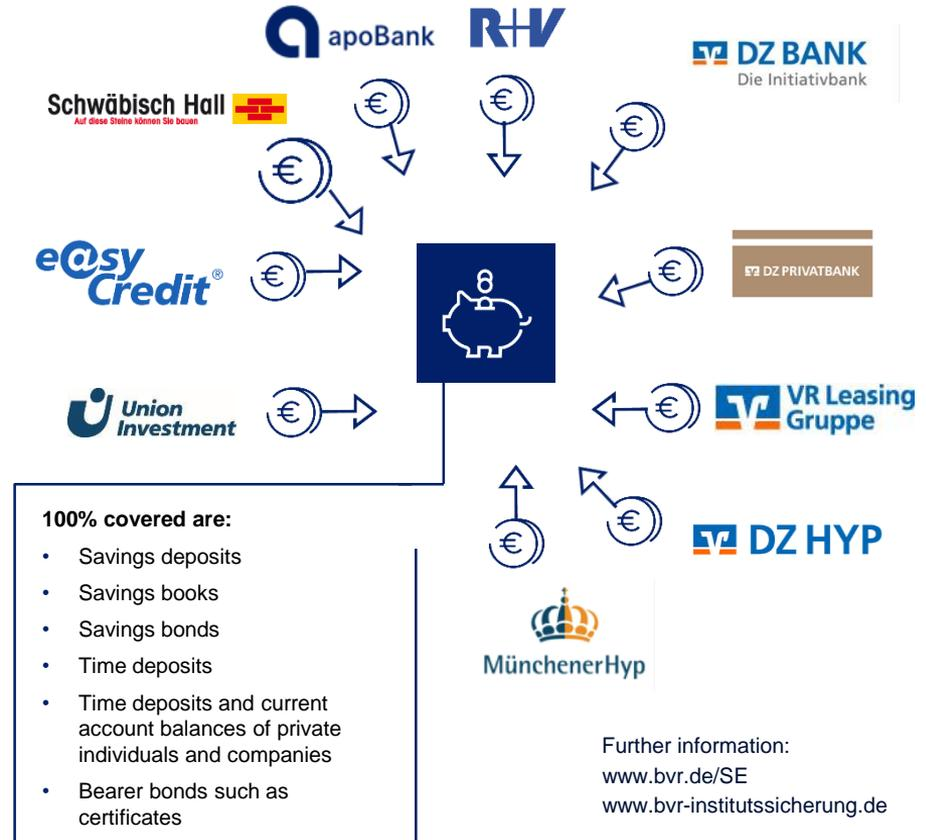 apoBank
R+V
DZ BANK
Die Initiativbank
Schwäbisch Hall
Auf diese Steine können Sie bauen
€
€
€
€
e@sy
Credit®
€
€
DZ PRIVATBANK
Union
Investment
€
€
VR Leasing
Gruppe
€
€
DZ HYP
MünchenerHyp
100% covered are:
• Savings deposits
• Savings books
• Savings bonds
• Time deposits
• Time deposits and current
account balances of private
individuals and companies
• Bearer bonds such as
certificates
Further information:
www.bvr.de/SE
www.bvr-institutssicherung.de